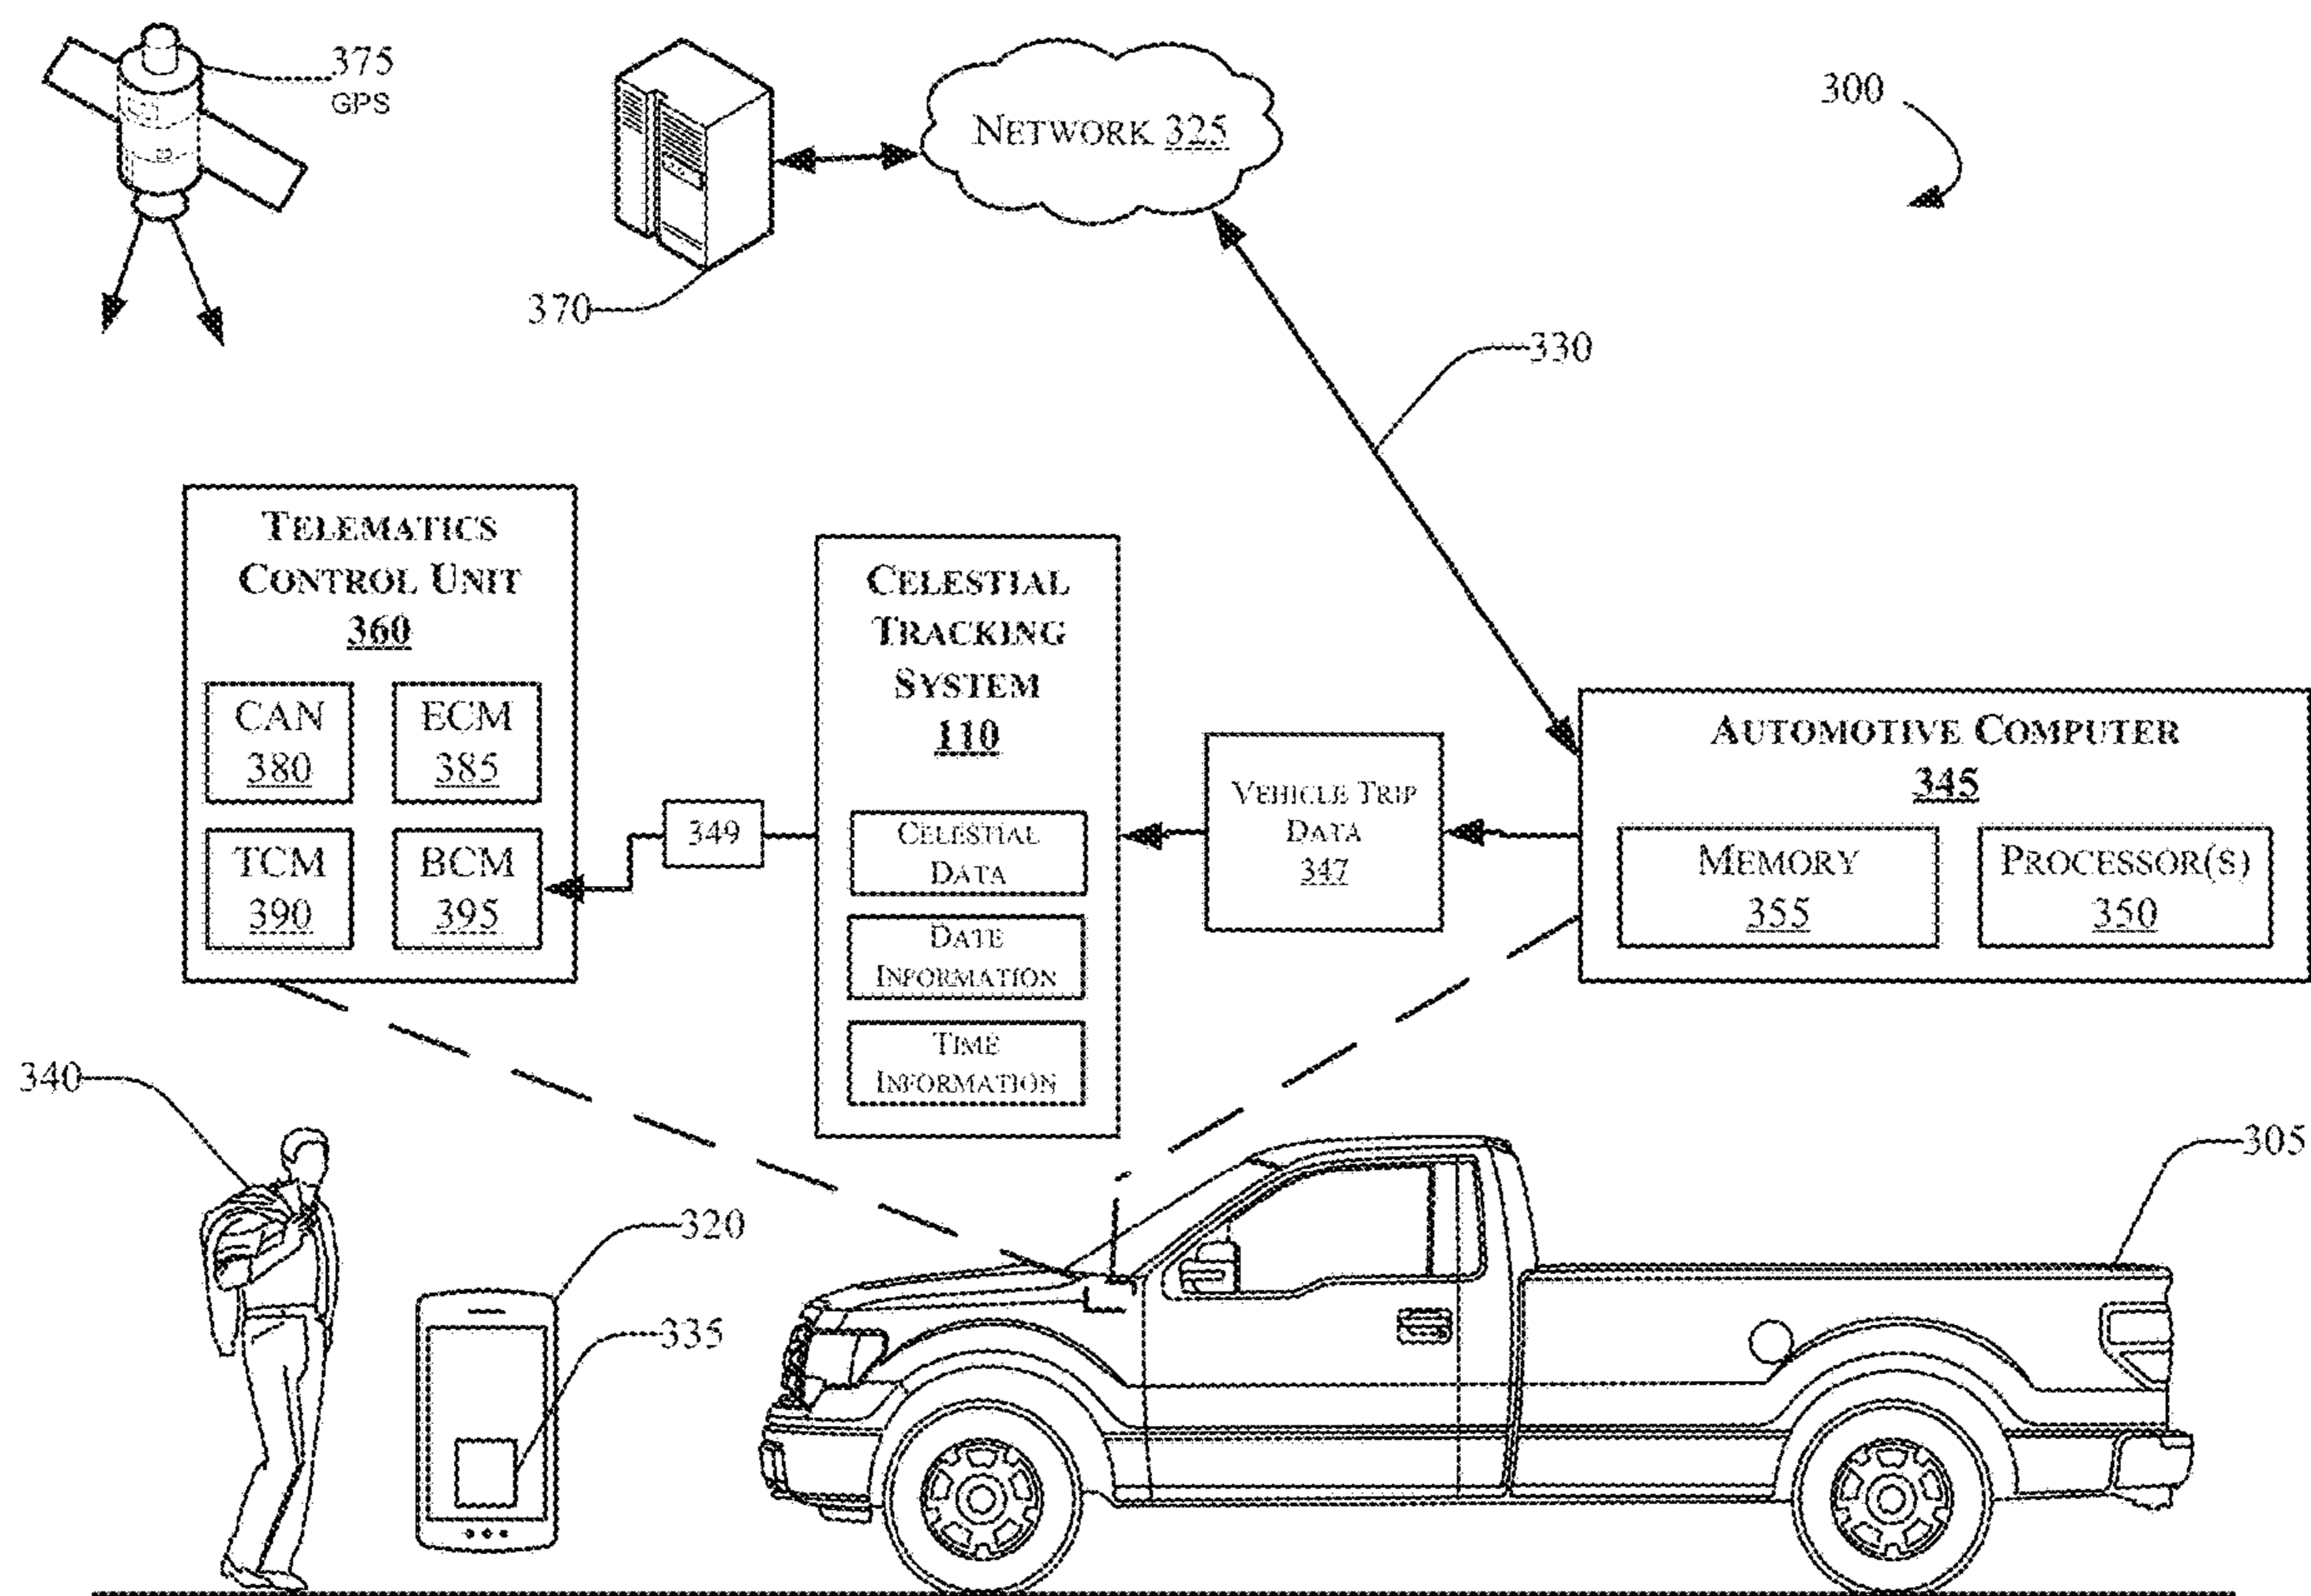 375
GPS
NETWORK 325
300
370
330
TELEMATICS
CONTROL UNIT
360
CAN
380
ECM
385
TCM
390
BCM
395
349
CELESTIAL
TRACKING
SYSTEM
110
CELESTIAL
DATA
DATE
INFORMATION
TIME
INFORMATION
VEHICLE TRIP
DATA
347
AUTOMOTIVE COMPUTER
345
MEMORY
355
PROCESSOR(S)
350
340
305
320
335